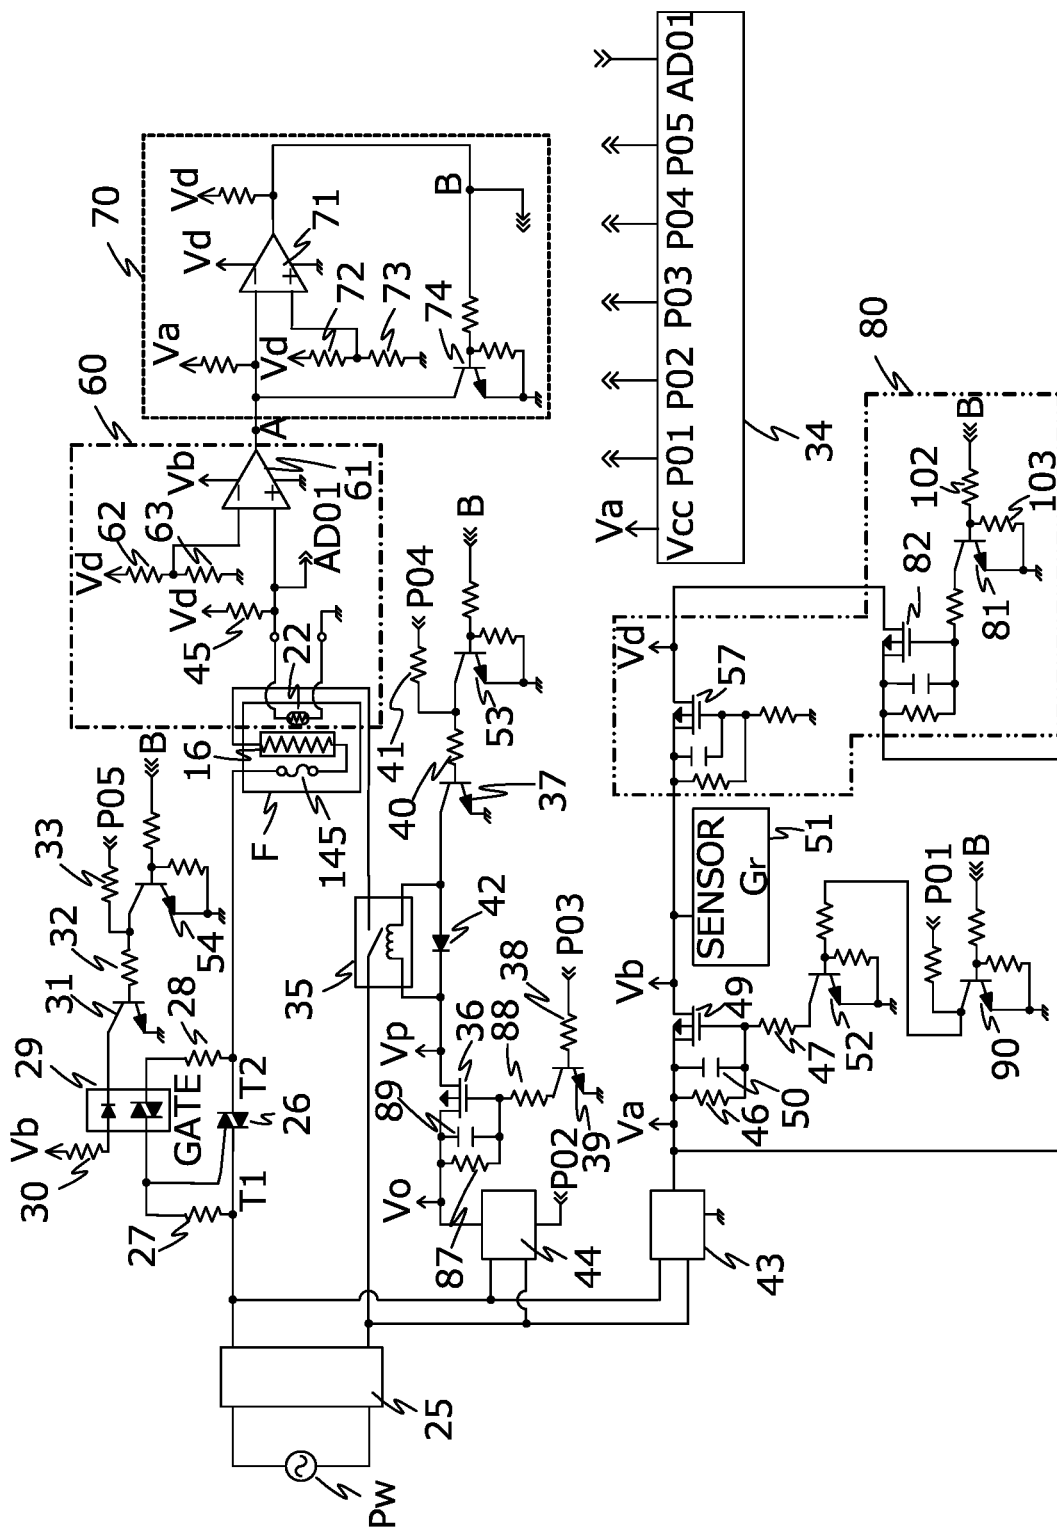 70
Vd
Vd
71
Va
Vd
72
73
74
B
60
Vd
62
63
Vb
61
A
Vd
45
AD01
22
16
F
145
P05
33
B
32
31
54
28
29
GATE
T2
26
Vb
30
T1
27
P04
41
40
B
53
37
35
42
Vp
36
89
88
38
P03
39
Vo
87
44
P02
25
Pw
43
Va
Vcc P01 P02 P03 P04 P05 AD01
34
80
Vd
57
82
81
102
103
B
SENSOR
Gr
51
Vb
49
47
52
P01
B
90
Va
46
50